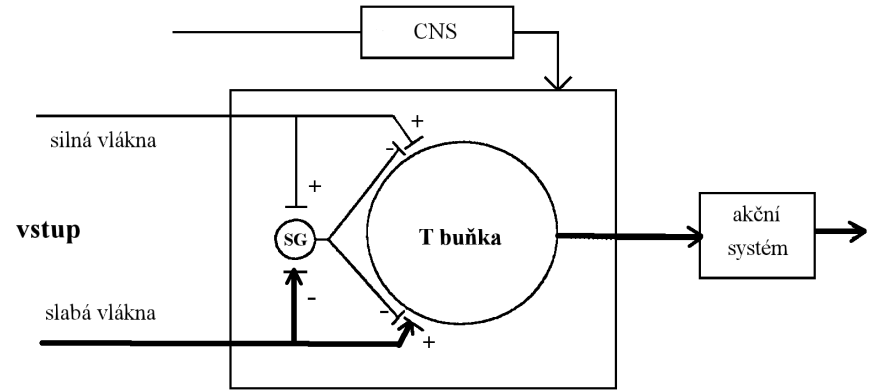 CNS
silná vlákna
+
-
+
vstup
SG
T buňka
akční
systém
slabá vlákna
-
-
+